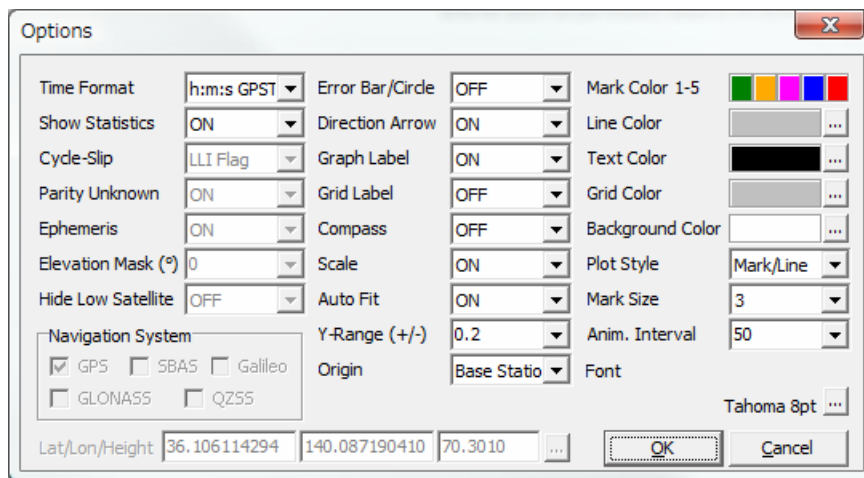 Options
Time Format h:m:s GPST Error Bar/Circle OFF Mark Color 1-5
Show Statistics ON Direction Arrow ON Line Color ...
Cycle-Slip LLI Flag Graph Label ON Text Color ...
Parity Unknown ON Grid Label OFF Grid Color ...
Ephemeris ON Compass OFF Background Color ...
Elevation Mask (°) 0 Scale ON Plot Style Mark/Line
Hide Low Satellite OFF Auto Fit ON Mark Size 3
Navigation System Y-Range (+/-) 0.2 Anim. Interval 50
GPS SBAS Galileo Origin Base Statio Font
GLONASS QZSS Tahoma 8pt ...
Lat/Lon/Height 36.106114294 140.087190410 70.3010 ... OK Cancel